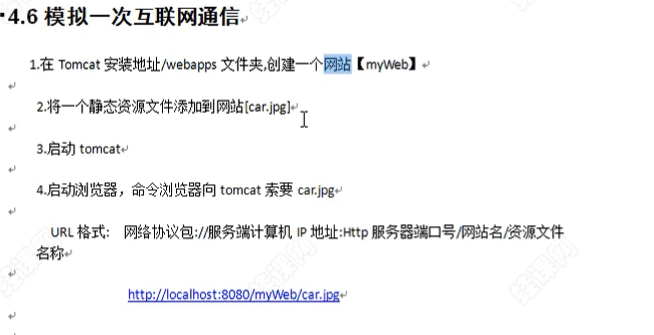 4.6 模拟一次互联网通信
1.在 Tomcat 安装地址/webapps 文件夹,创建一个网站【myWeb】
2.将一个静态资源文件添加到网站[car.jpg]
3.启动 tomcat
4.启动浏览器，命令浏览器向 tomcat 索要 car.jpg
URL 格式: 网络协议包://服务端计算机 IP 地址:Http 服务器端口号/网站名/资源文件
名称
http://localhost:8080/myWeb/car.jpg